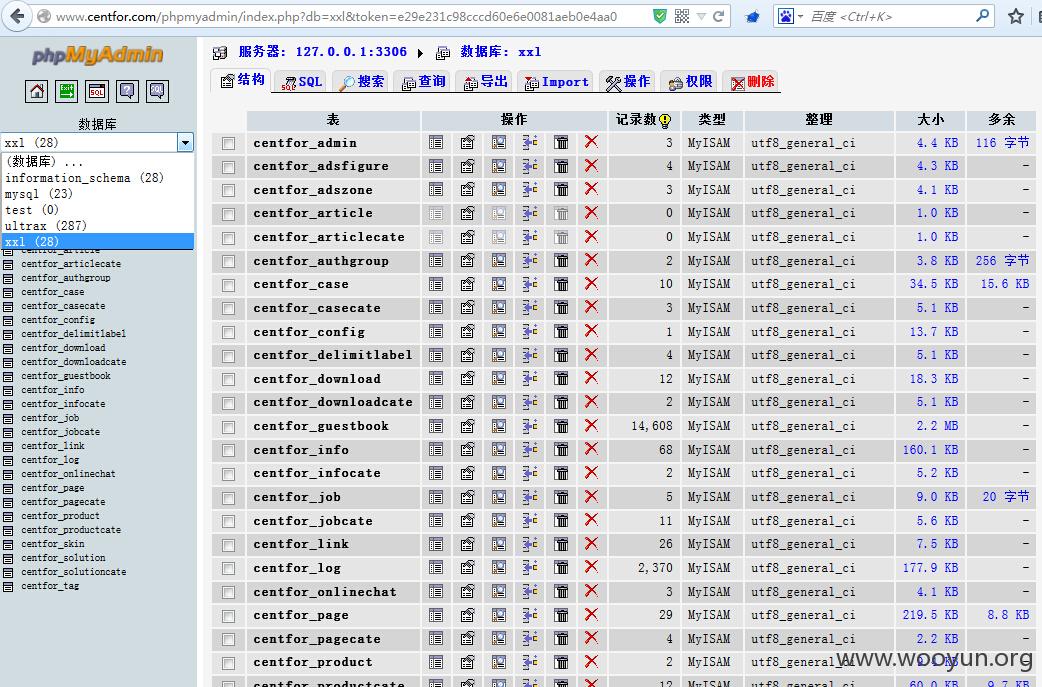 www.centfor.com/phpmyadmin/index.php?db=xxl&token=e29e231c98cccd60e6e0081aeb0e4aa0
百度 <Ctrl+K>
phpMyAdmin
数据库
xxl (28)
(数据库) ...
information_schema (28)
mysql (23)
test (0)
ultrax (287)
xxl (28)
centfor_article
centfor_articlecate
centfor_authgroup
centfor_case
centfor_casecate
centfor_config
centfor_delimitlabel
centfor_download
centfor_downloadcate
centfor_guestbook
centfor_info
centfor_infocate
centfor_job
centfor_jobcate
centfor_link
centfor_log
centfor_onlinechat
centfor_page
centfor_pagecate
centfor_product
centfor_productcate
centfor_skin
centfor_solution
centfor_solutioncate
centfor_tag
服务器: 127.0.0.1:3306 ▸ 数据库: xxl
结构 SQL 搜索 查询 导出 Import 操作 权限 删除
表 操作 记录数 类型 整理 大小 多余
centfor_admin 3 MyISAM utf8_general_ci 4.4 KB 116 字节
centfor_adsfigure 4 MyISAM utf8_general_ci 4.3 KB -
centfor_adszone 3 MyISAM utf8_general_ci 4.1 KB -
centfor_article 0 MyISAM utf8_general_ci 1.0 KB -
centfor_articlecate 0 MyISAM utf8_general_ci 1.0 KB -
centfor_authgroup 2 MyISAM utf8_general_ci 3.8 KB 256 字节
centfor_case 10 MyISAM utf8_general_ci 34.5 KB 15.6 KB
centfor_casecate 3 MyISAM utf8_general_ci 5.1 KB -
centfor_config 1 MyISAM utf8_general_ci 13.7 KB -
centfor_delimitlabel 4 MyISAM utf8_general_ci 5.1 KB -
centfor_download 12 MyISAM utf8_general_ci 18.3 KB -
centfor_downloadcate 2 MyISAM utf8_general_ci 5.1 KB -
centfor_guestbook 14,608 MyISAM utf8_general_ci 2.2 MB -
centfor_info 68 MyISAM utf8_general_ci 160.1 KB -
centfor_infocate 2 MyISAM utf8_general_ci 5.2 KB -
centfor_job 5 MyISAM utf8_general_ci 9.0 KB 20 字节
centfor_jobcate 11 MyISAM utf8_general_ci 5.6 KB -
centfor_link 26 MyISAM utf8_general_ci 7.5 KB -
centfor_log 2,370 MyISAM utf8_general_ci 177.9 KB -
centfor_onlinechat 3 MyISAM utf8_general_ci 4.1 KB -
centfor_page 29 MyISAM utf8_general_ci 219.5 KB 8.8 KB
centfor_pagecate 4 MyISAM utf8_general_ci 2.2 KB -
centfor_product 2 MyISAM utf8_general_ci KB -
centfor_productcate 12 MyISAM utf8_general_ci 60.0 KB 9.7 KB
www.wooyun.org